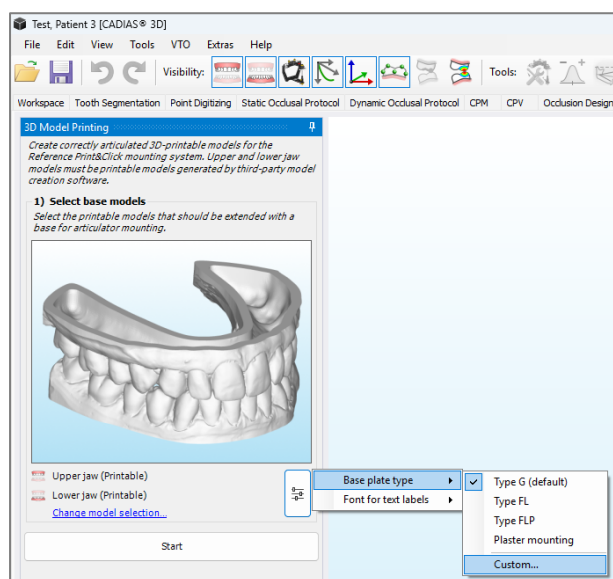 Test, Patient 3 [CADIAS® 3D]
File Edit View Tools VTO Extras Help
Visibility: Tools:
Workspace Tooth Segmentation Point Digitizing Static Occlusal Protocol Dynamic Occlusal Protocol CPM CPV Occlusion Design
3D Model Printing
Create correctly articulated 3D-printable models for the
Reference Print&Click mounting system. Upper and lower jaw
models must be printable models generated by third-party model
creation software.
1) Select base models
Select the printable models that should be extended with a
base for articulator mounting.
Upper jaw (Printable)
Lower jaw (Printable)
Change model selection...
Start
Base plate type
Font for text labels
Type G (default)
Type FL
Type FLP
Plaster mounting
Custom...